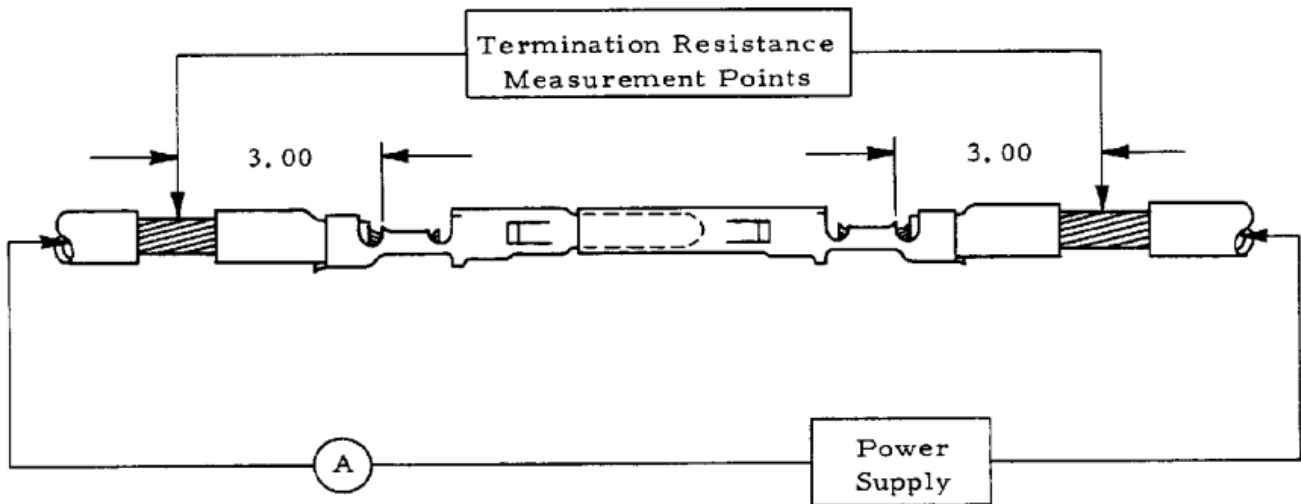 Termination Resistance
Measurement Points
3.00
3.00
A
Power
Supply